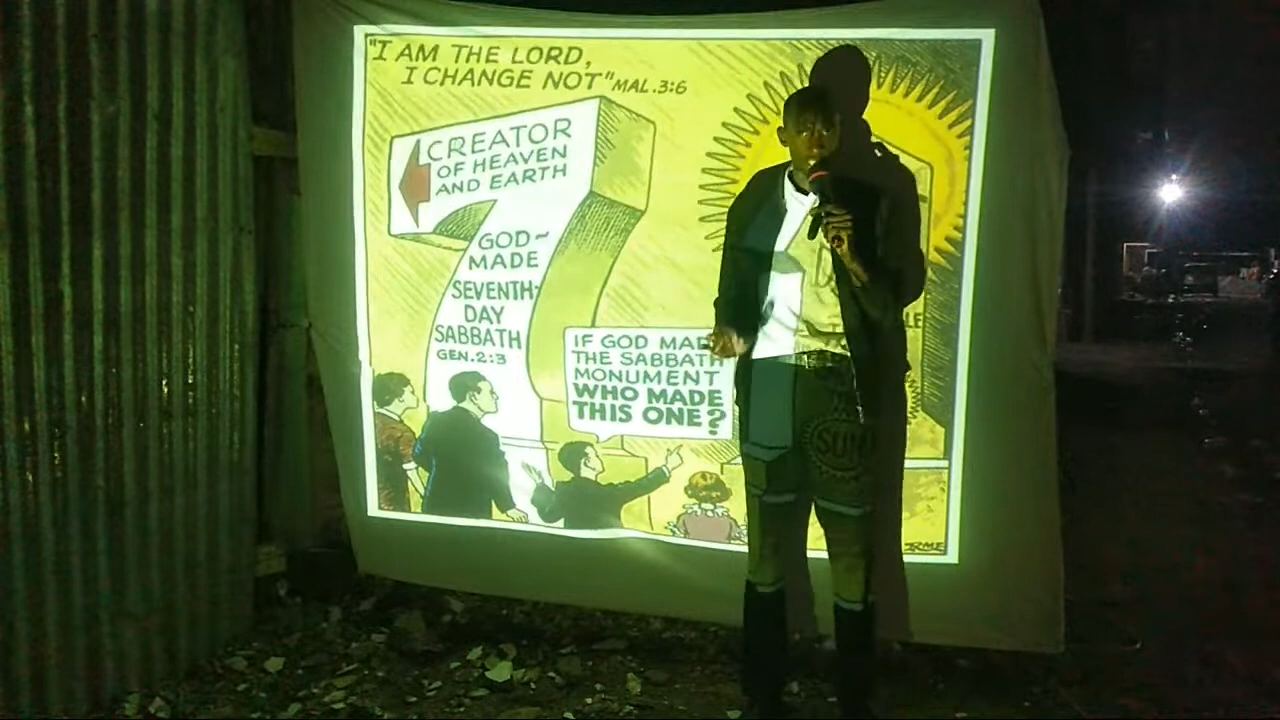 "I AM THE LORD,
I CHANGE NOT" MAL. 3:6
CREATOR
OF HEAVEN
AND EARTH
GOD~
MADE
SEVENTH-
DAY
SABBATH
GEN. 2:3
IF GOD MADE
THE SABBATH
MONUMENT
WHO MADE
THIS ONE?
SUN